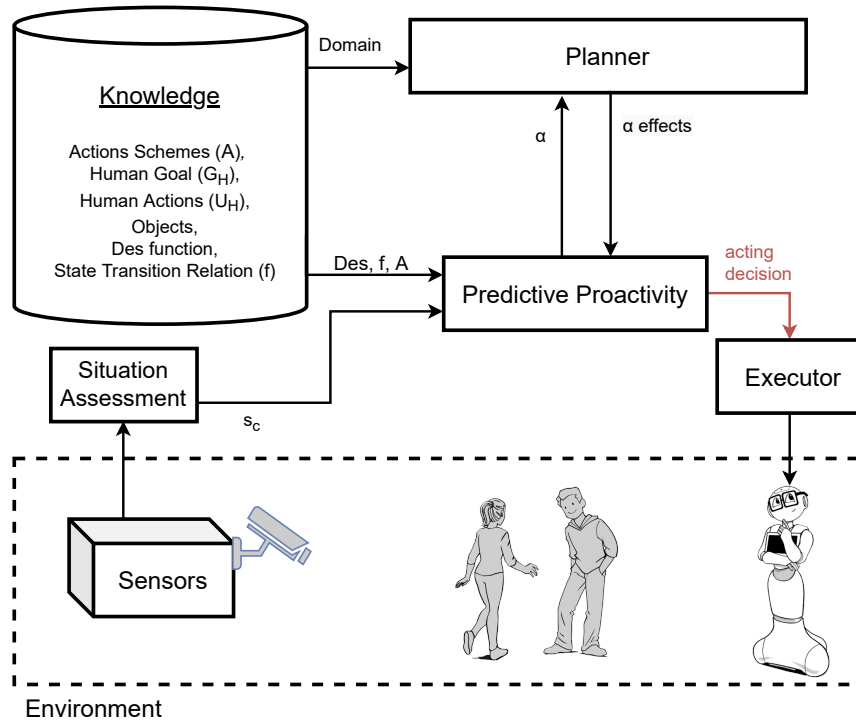 Domain
Planner
Knowledge
Actions Schemes (A),
Human Goal (G_H),
Human Actions (U_H),
Objects,
Des function,
State Transition Relation (f)
α
α effects
Des, f, A
Predictive Proactivity
acting
decision
Situation
Assessment
s_c
Executor
Sensors
Environment